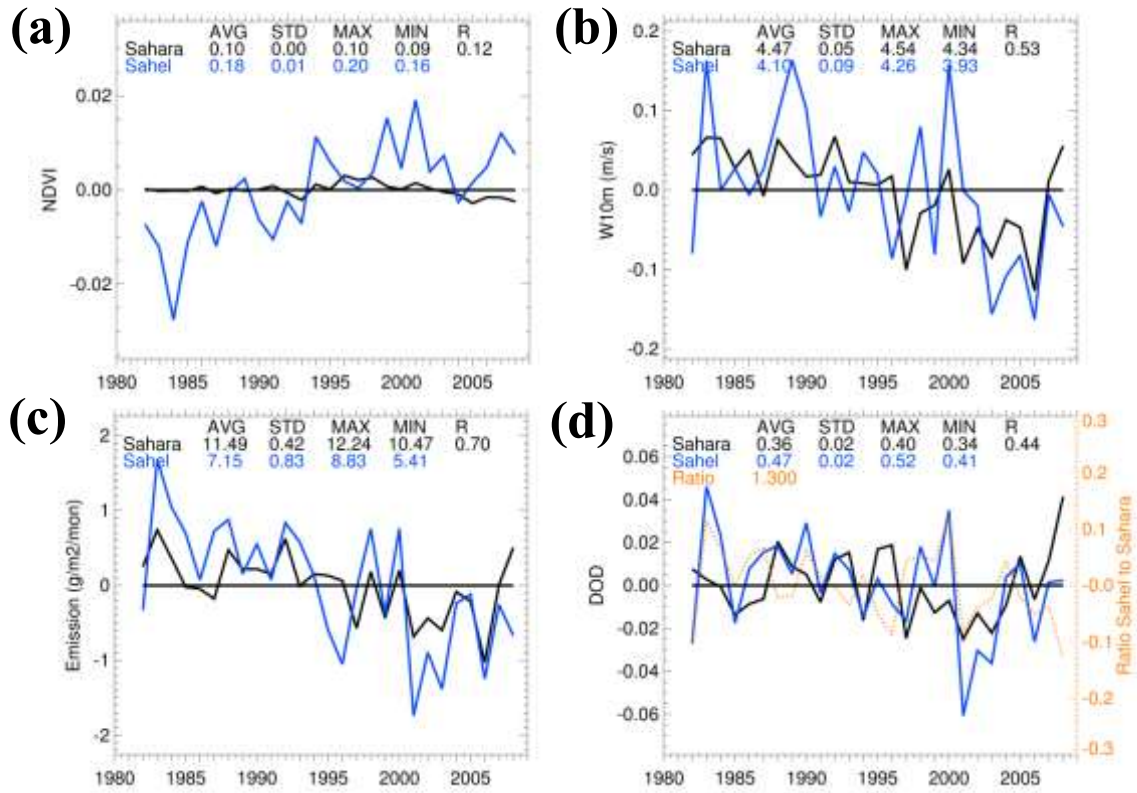 (a)
AVG STD MAX MIN R
Sahara 0.10 0.00 0.10 0.09 0.12
Sahel 0.18 0.01 0.20 0.16
0.02
0.00
-0.02
NDVI
1980 1985 1990 1995 2000 2005
(b)
AVG STD MAX MIN R
Sahara 4.47 0.05 4.54 4.34 0.53
Sahel 4.10 0.09 4.26 3.93
0.2
0.1
0.0
-0.1
-0.2
W10m (m/s)
1980 1985 1990 1995 2000 2005
(c)
AVG STD MAX MIN R
Sahara 11.49 0.42 12.24 10.47 0.70
Sahel 7.15 0.83 8.83 5.41
2
1
0
-1
-2
Emission (g/m2/mon)
1980 1985 1990 1995 2000 2005
(d)
AVG STD MAX MIN R
Sahara 0.36 0.02 0.40 0.34 0.44
Sahel 0.47 0.02 0.52 0.41
Ratio 1.300
0.06
0.04
0.02
0.00
-0.02
-0.04
-0.06
DOD
0.3
0.2
0.1
-0.0
-0.1
-0.2
-0.3
Ratio Sahel to Sahara
1980 1985 1990 1995 2000 2005